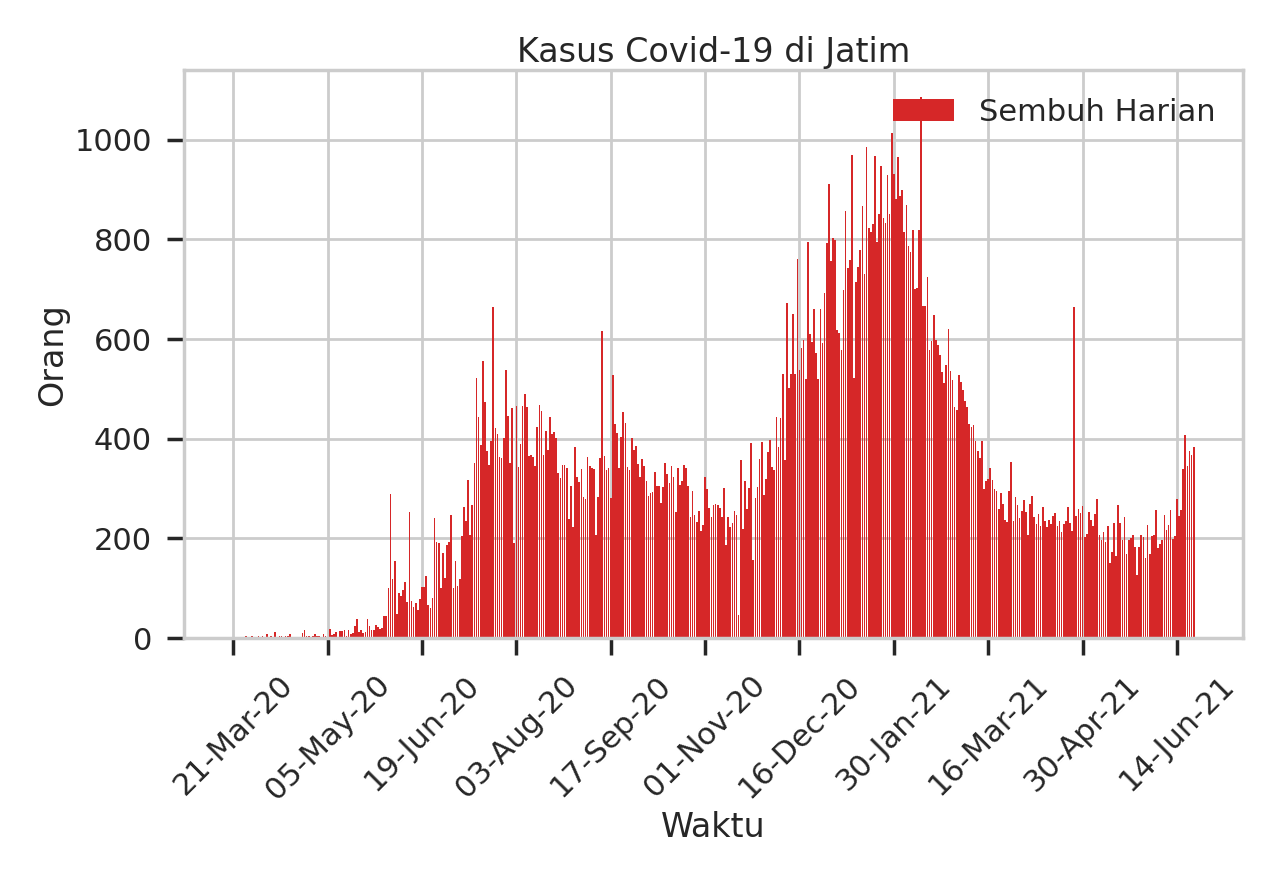 Kasus Covid-19 di Jatim
Sembuh Harian
1000
800
600
400
200
0
Orang
21-Mar-20
05-May-20
19-Jun-20
03-Aug-20
17-Sep-20
01-Nov-20
16-Dec-20
30-Jan-21
16-Mar-21
30-Apr-21
14-Jun-21
Waktu